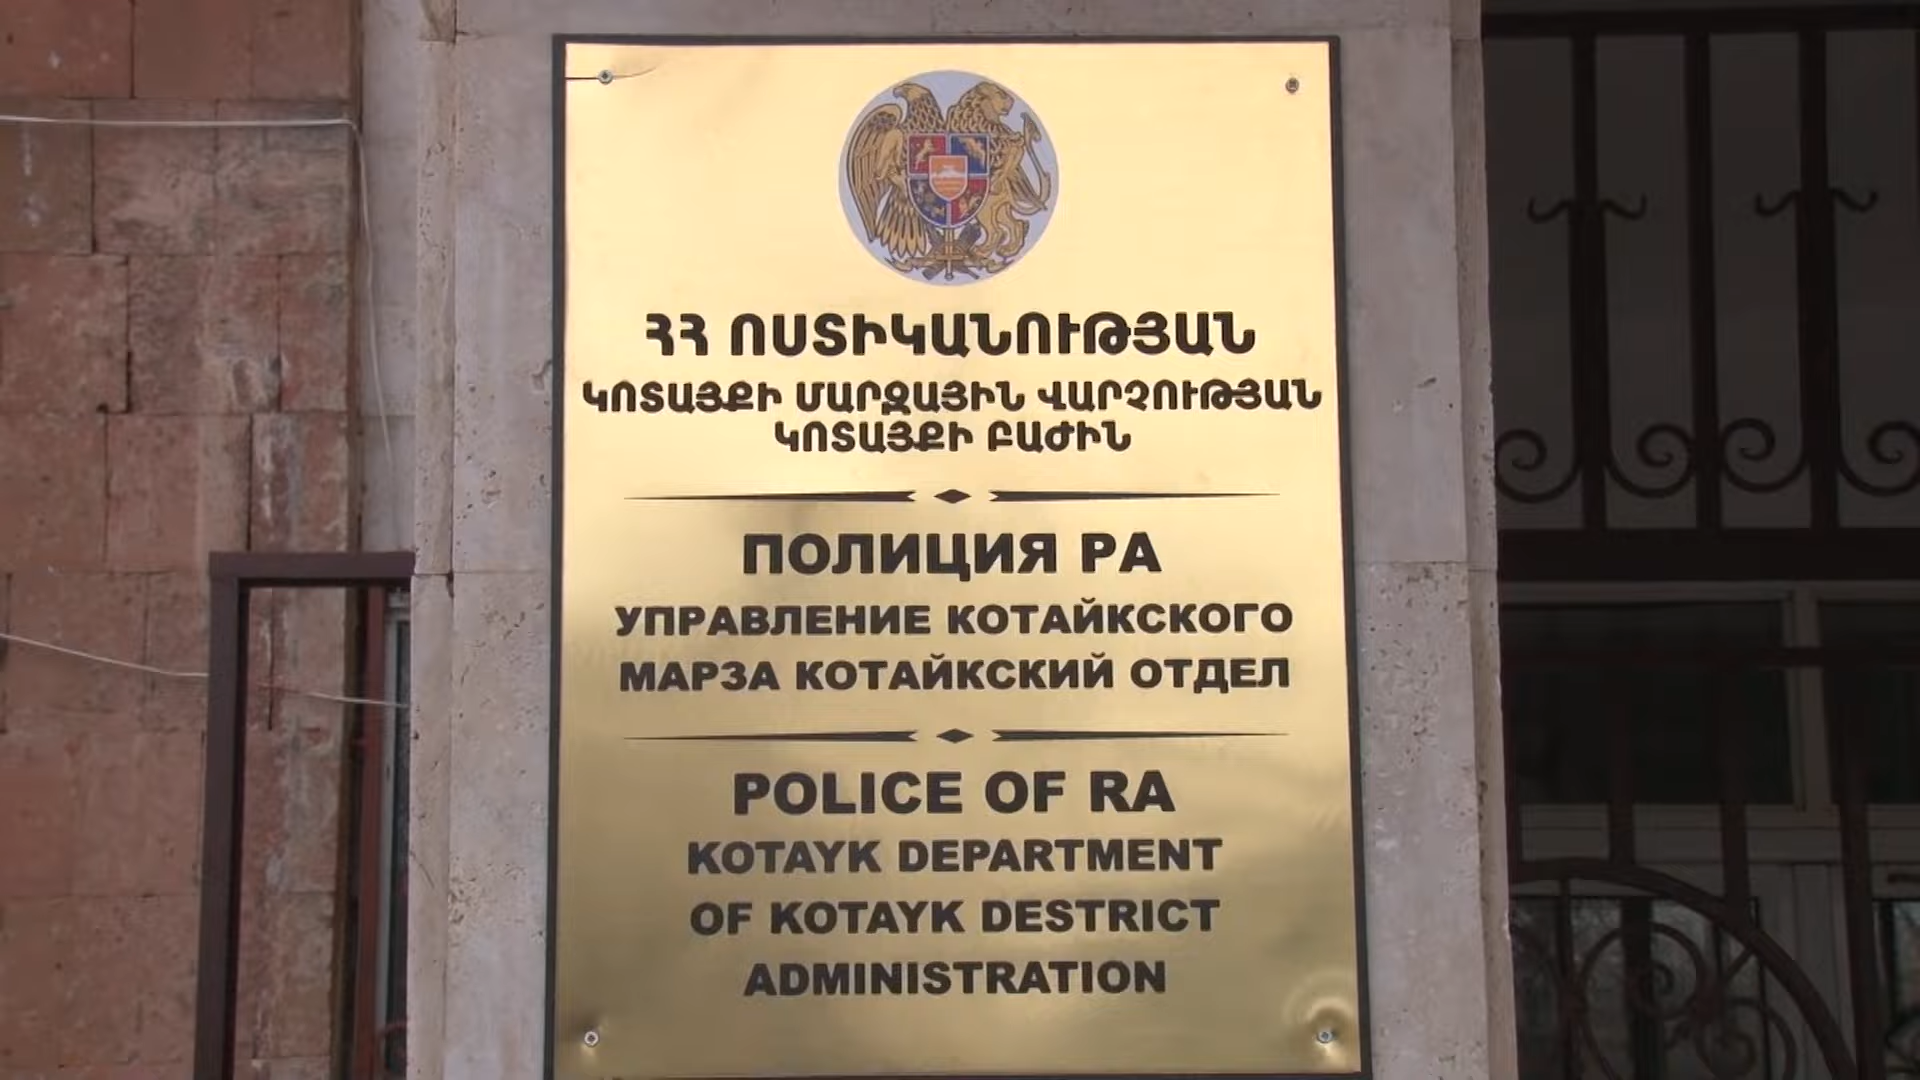 ՀՀ ՈՍՏԻԿԱՆՈՒԹՅԱՆ
ԿՈՏԱՅՔԻ ՄԱՐԶԱՅԻՆ ՎԱՐՉՈՒԹՅԱՆ
ԿՈՏԱՅՔԻ ԲԱԺԻՆ
ПОЛИЦИЯ РА
УПРАВЛЕНИЕ КОТАЙКСКОГО
МАРЗА КОТАЙКСКИЙ ОТДЕЛ
POLICE OF RA
KOTAYK DEPARTMENT
OF KOTAYK DESTRICT
ADMINISTRATION